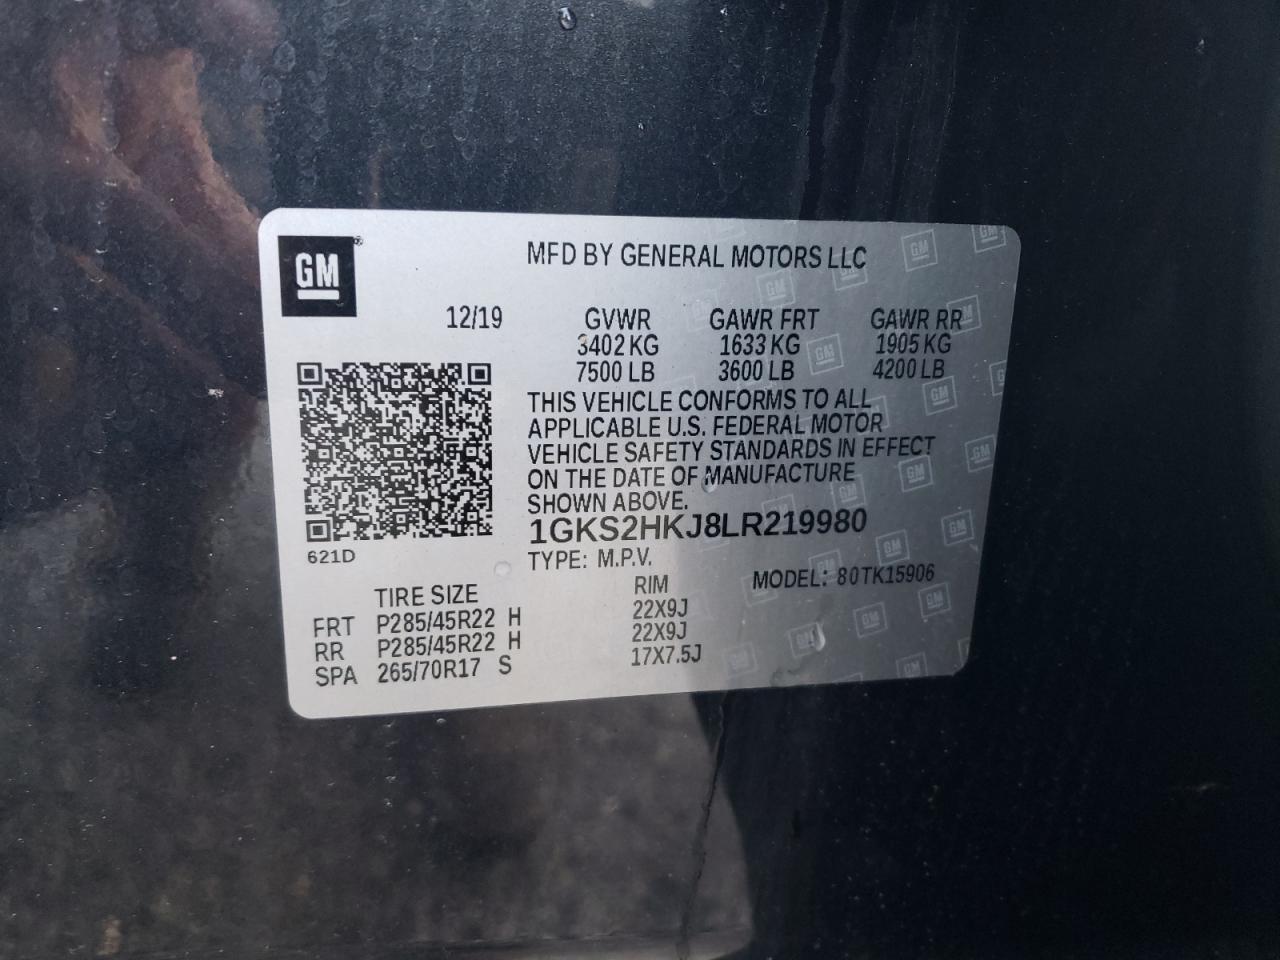 GM
MFD BY GENERAL MOTORS LLC
12/19 GVWR GAWR FRT GAWR RR
3402 KG 1633 KG 1905 KG
7500 LB 3600 LB 4200 LB
THIS VEHICLE CONFORMS TO ALL
APPLICABLE U.S. FEDERAL MOTOR
VEHICLE SAFETY STANDARDS IN EFFECT
ON THE DATE OF MANUFACTURE
SHOWN ABOVE.
1GKS2HKJ8LR219980
621D
TYPE: M.P.V. MODEL: 80TK15906
TIRE SIZE RIM
FRT P285/45R22 H 22X9J
RR P285/45R22 H 22X9J
SPA 265/70R17 S 17X7.5J